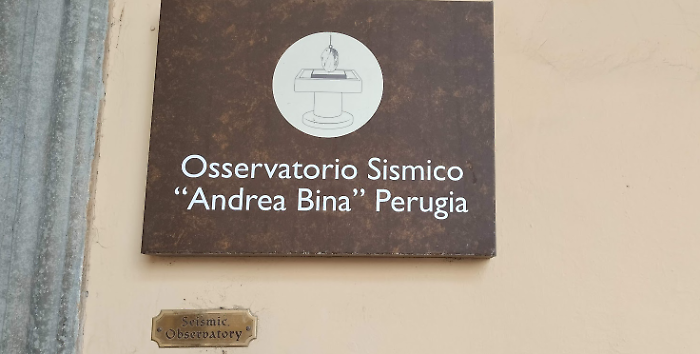 Osservatorio Sismico
“Andrea Bina” Perugia
Seismic
Observatory